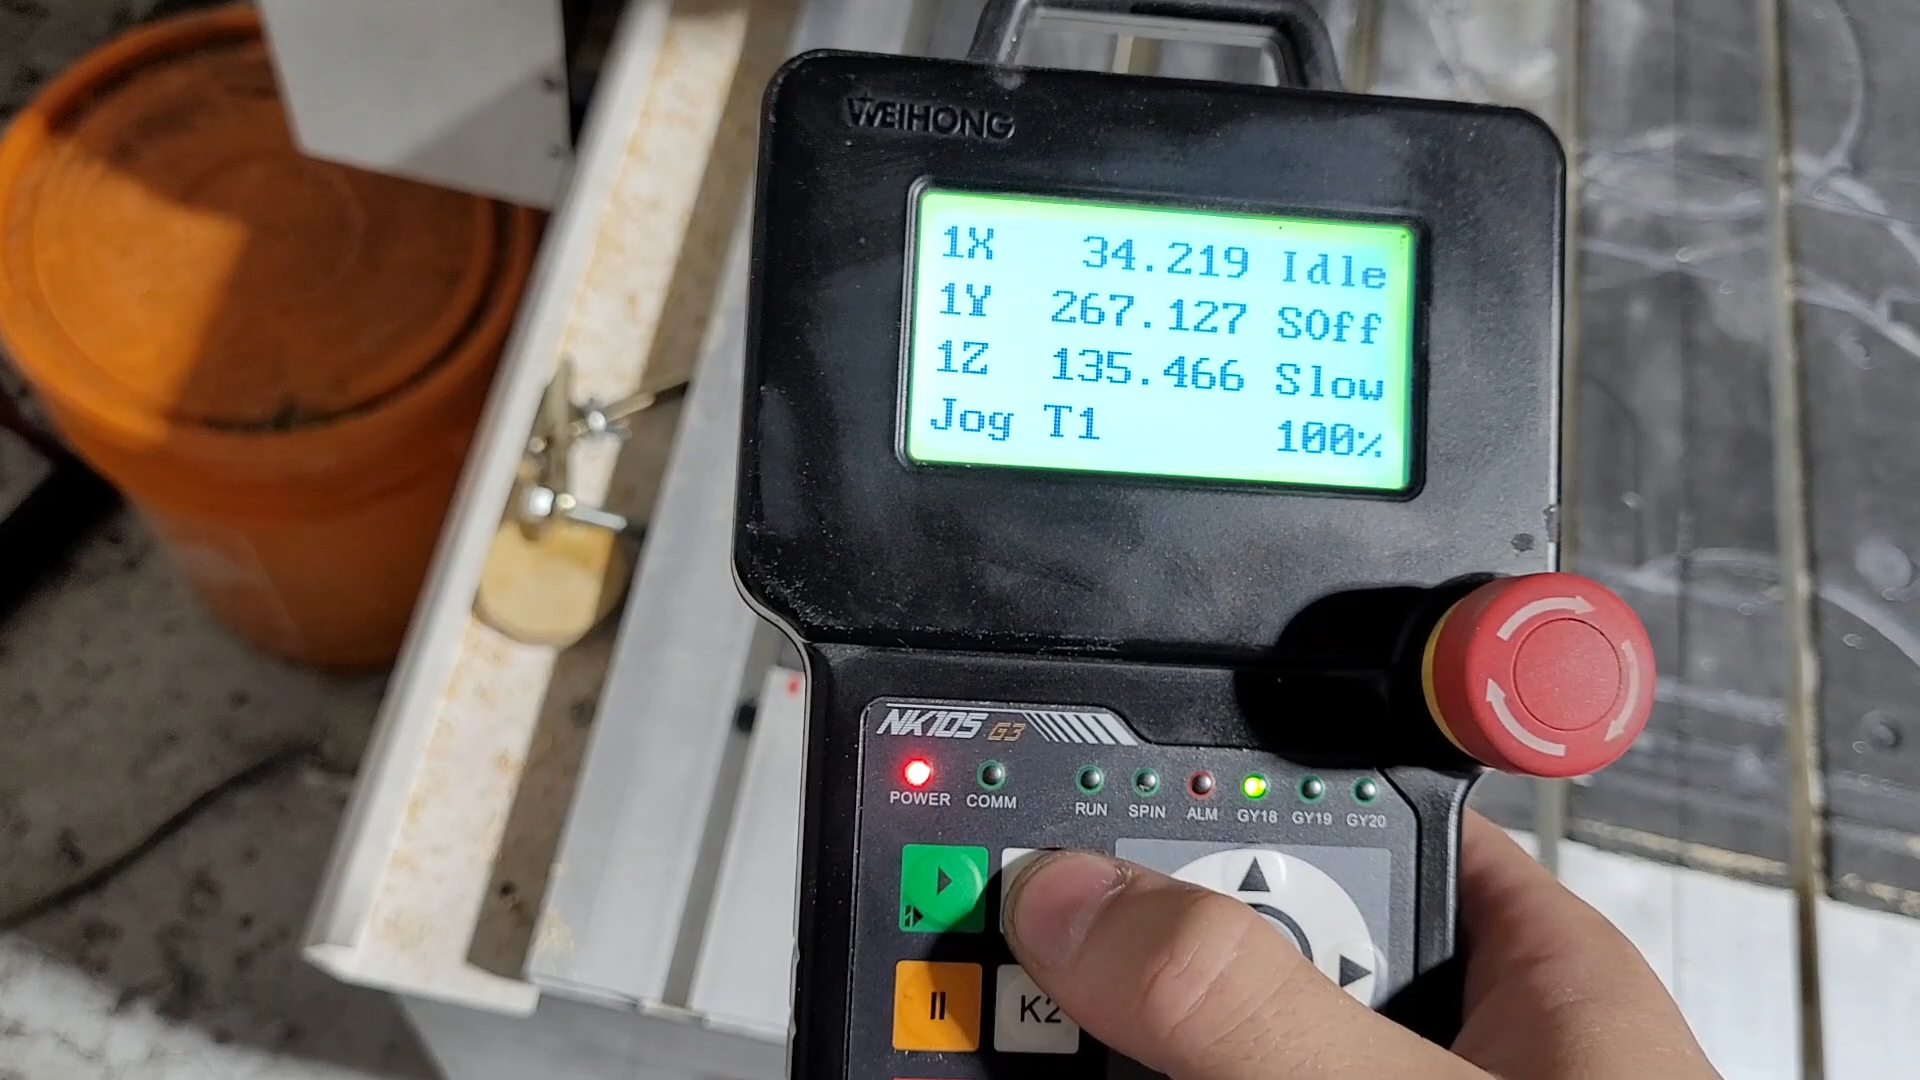 WEIHONG
1X 34.219 Idle
1Y 267.127 SOff
1Z 135.466 Slow
Jog T1 100%
NK105 G3
POWER COMM RUN SPIN ALM GY18 GY19 GY20
K2